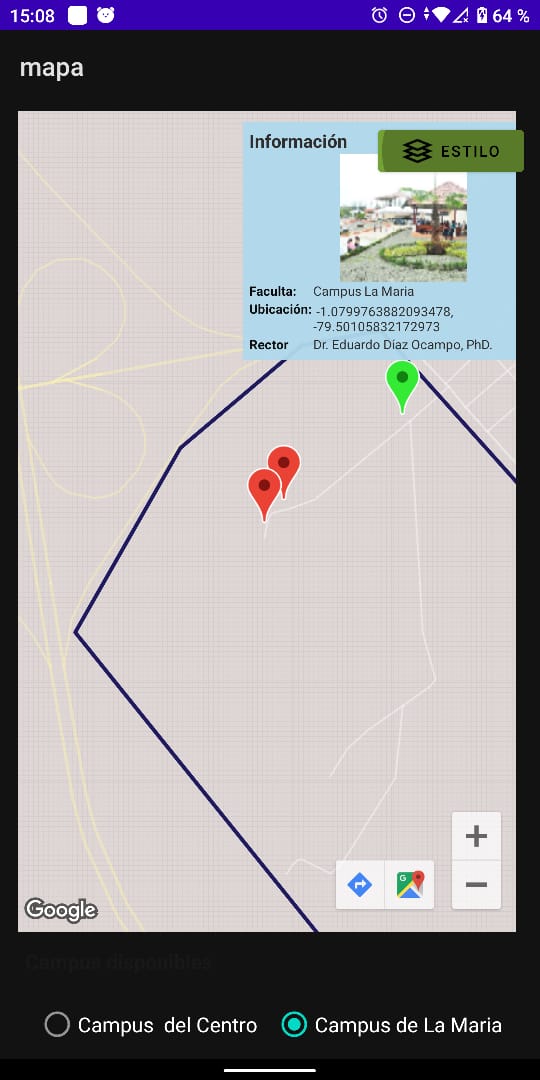 15:08
64 %
mapa
Información
ESTILO
Faculta: Campus La Maria
Ubicación: -1.0799763882093478,
-79.50105832172973
Rector Dr. Eduardo Díaz Ocampo, PhD.
G
Google
Campus disponibles
Campus del Centro
Campus de La Maria